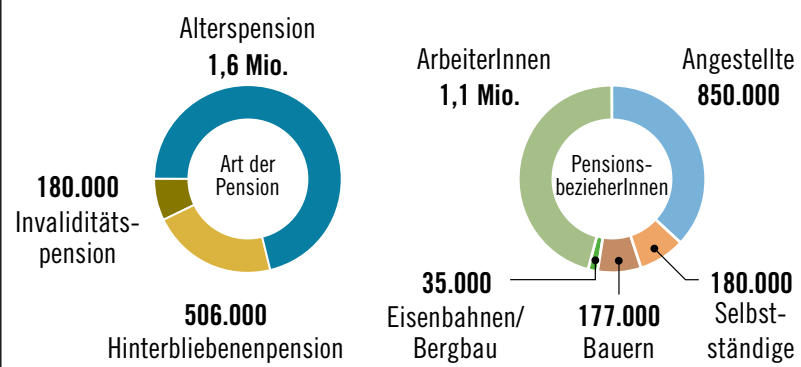 Alterspension
1,6 Mio.
Art der
Pension
180.000
Invaliditäts-
pension
506.000
Hinterbliebenenpension
ArbeiterInnen
1,1 Mio.
Angestellte
850.000
Pensions-
bezieherInnen
35.000
Eisenbahnen/
Bergbau
177.000
Bauern
180.000
Selbst-
ständige